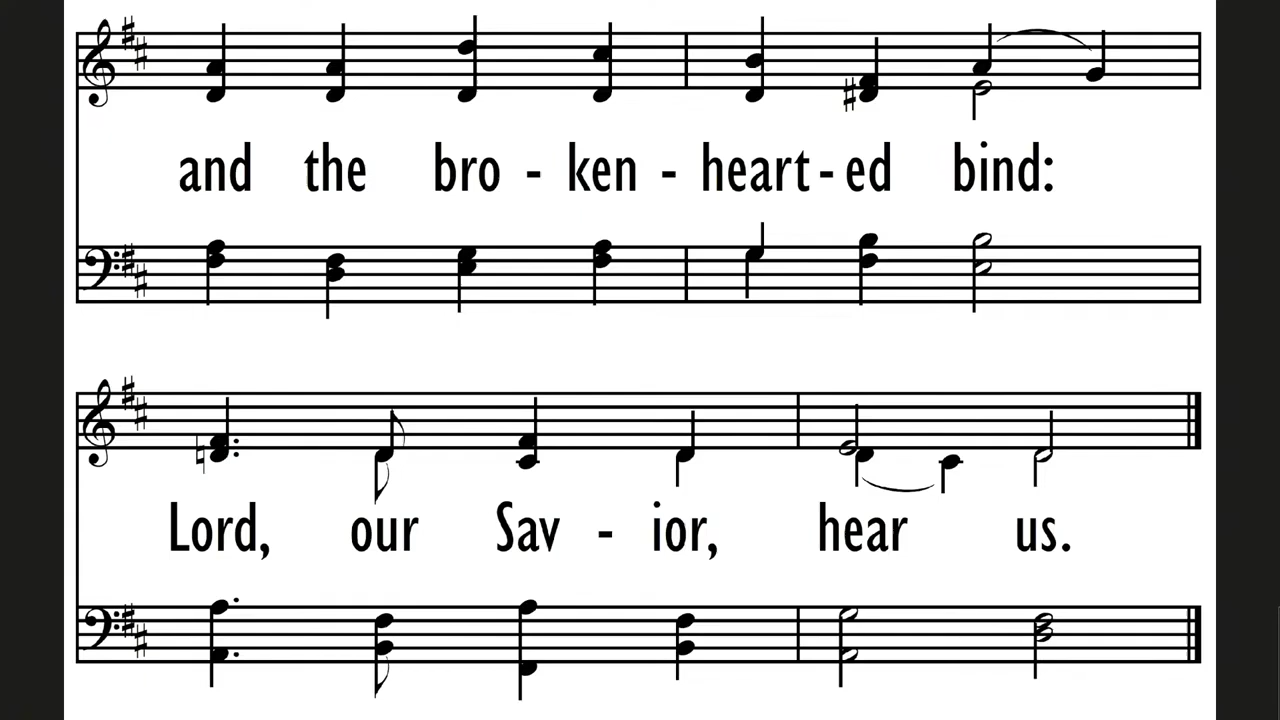 and the bro - ken - heart - ed bind:
Lord, our Sav - ior, hear us.